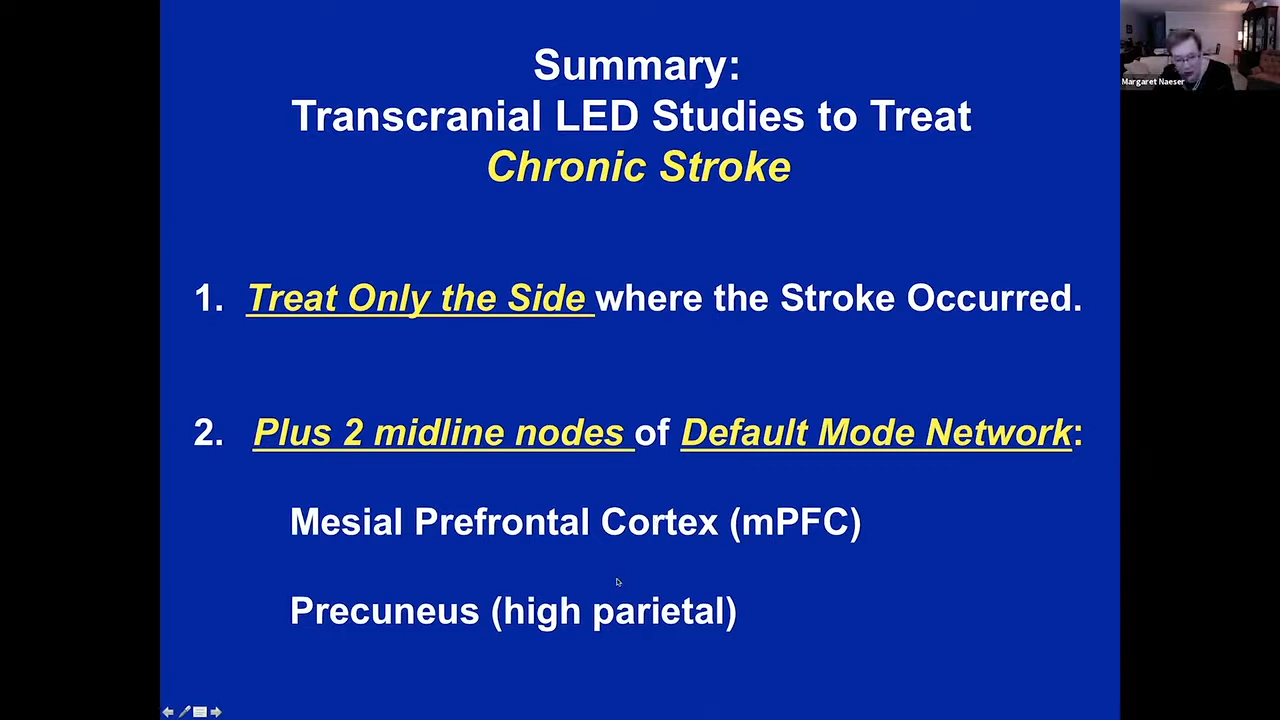 Summary:
Transcranial LED Studies to Treat
Chronic Stroke
1. Treat Only the Side where the Stroke Occurred.
2. Plus 2 midline nodes of Default Mode Network:
Mesial Prefrontal Cortex (mPFC)
Precuneus (high parietal)
Margaret Naeser